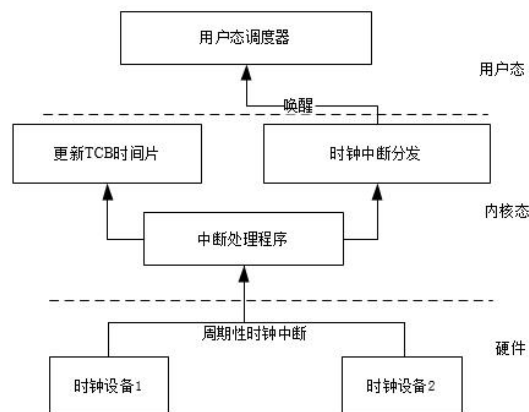 用户态调度器
用户态
唤醒
更新TCB时间片
时钟中断分发
内核态
中断处理程序
周期性时钟中断
硬件
时钟设备1
时钟设备2